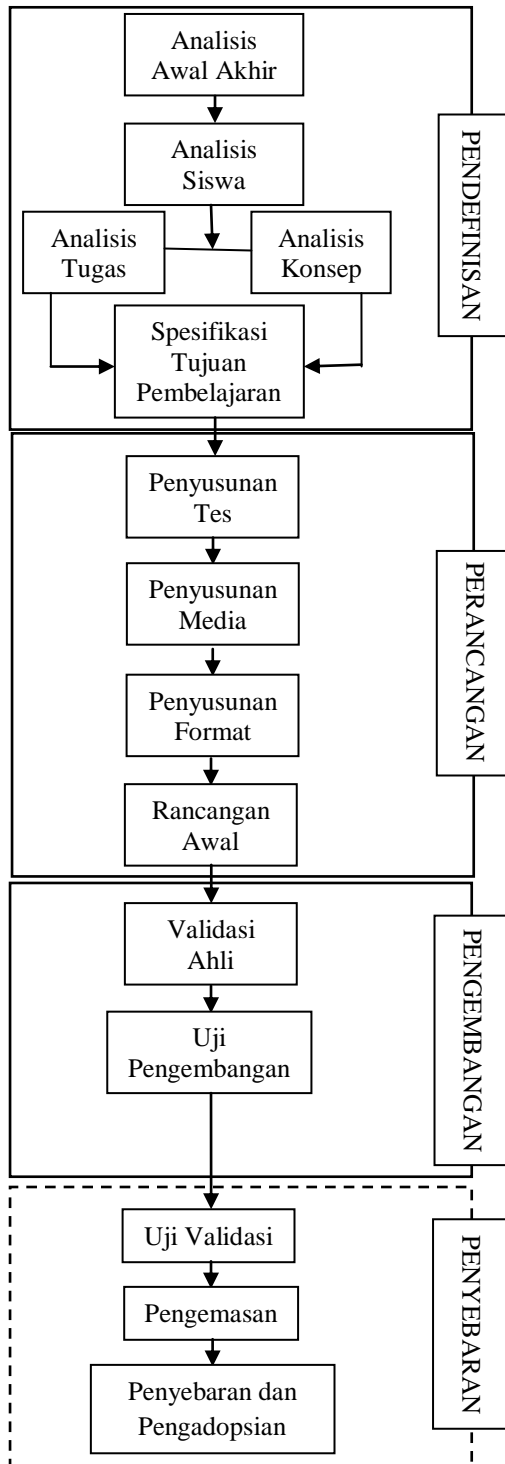 Analisis
Awal Akhir
Analisis
Siswa
Analisis
Tugas
Analisis
Konsep
Spesifikasi
Tujuan
Pembelajaran
PENDEFINISAN
Penyusunan
Tes
Penyusunan
Media
Penyusunan
Format
Rancangan
Awal
PERANCANGAN
Validasi
Ahli
Uji
Pengembangan
PENGEMBANGAN
Uji Validasi
Pengemasan
Penyebaran dan
Pengadopsian
PENYEBARAN